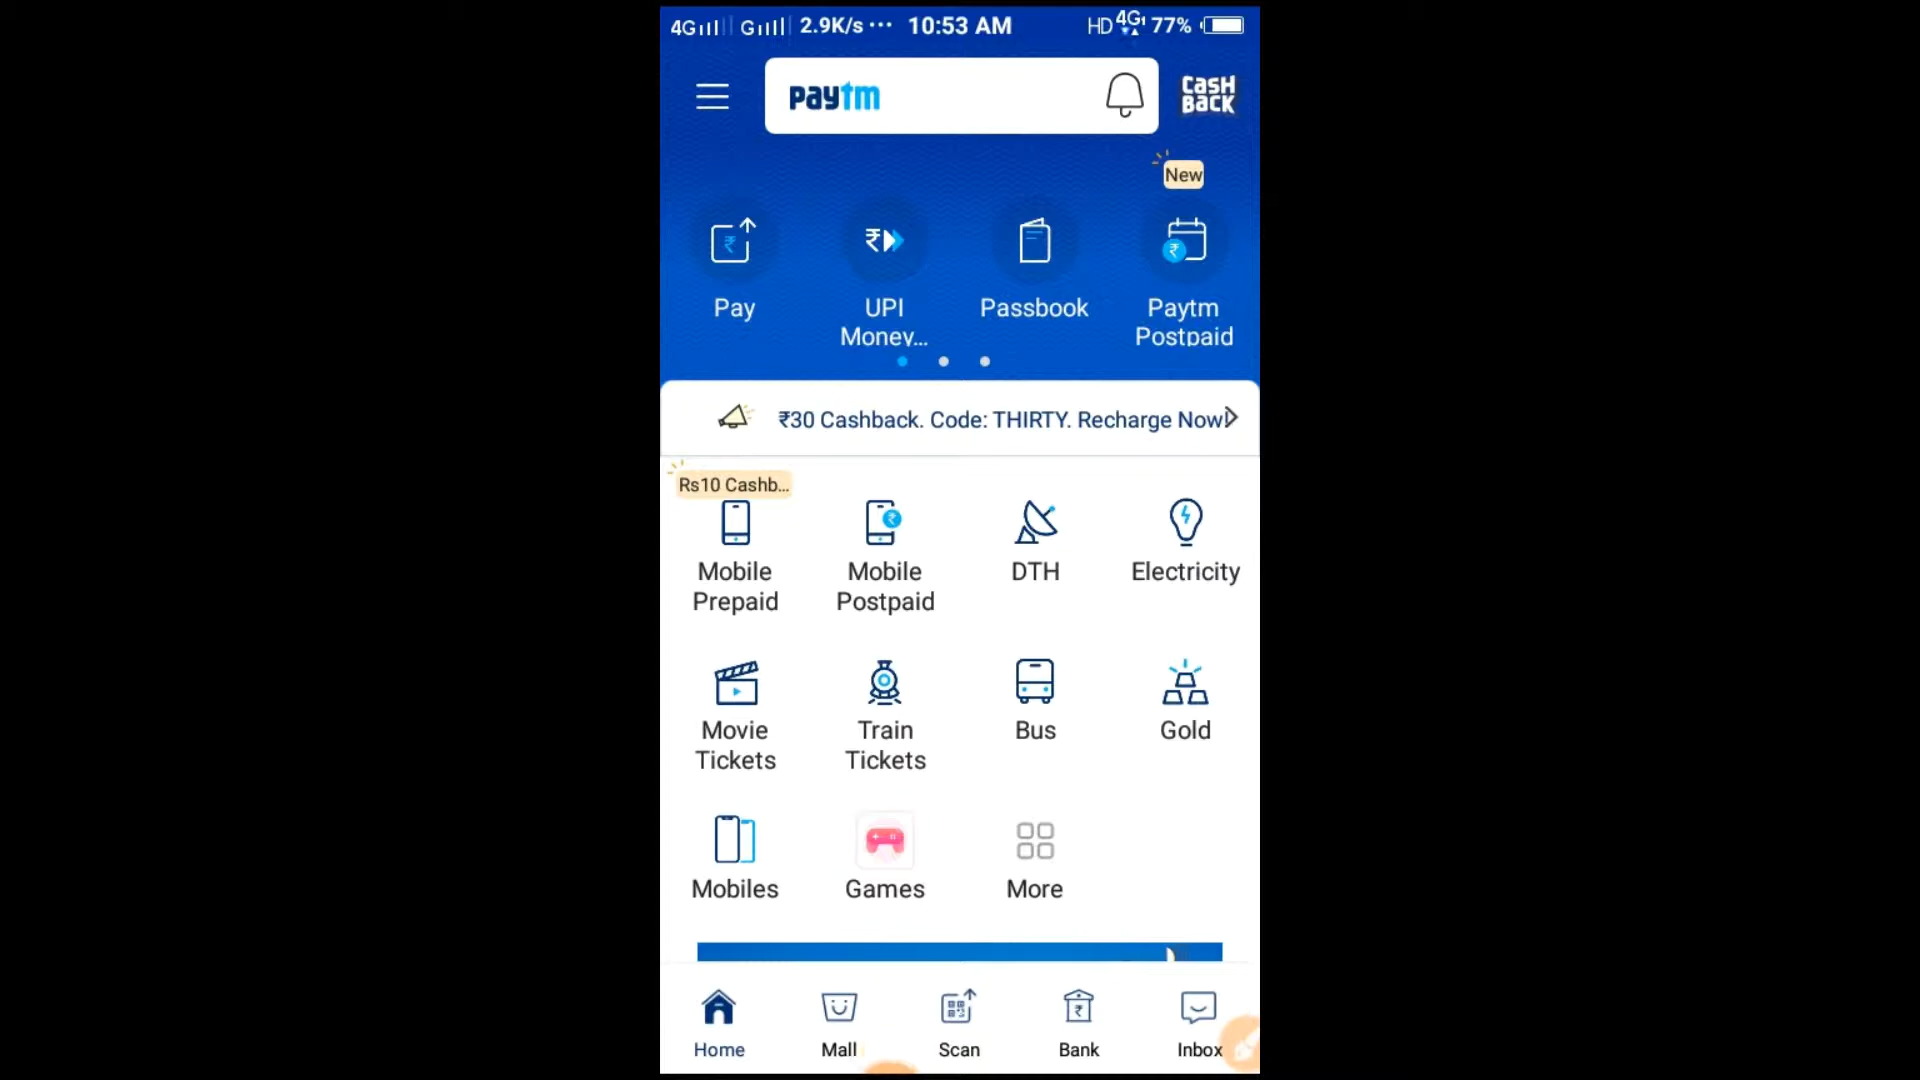 4G G 2.9K/s ... 10:53 AM HD 4G 77%
paytm
CASH
BACK
New
Pay
UPI
Money...
Passbook
Paytm
Postpaid
₹30 Cashback. Code: THIRTY. Recharge Now
Rs10 Cashb...
Mobile
Prepaid
Mobile
Postpaid
DTH
Electricity
Movie
Tickets
Train
Tickets
Bus
Gold
Mobiles
Games
More
Home
Mall
Scan
Bank
Inbox